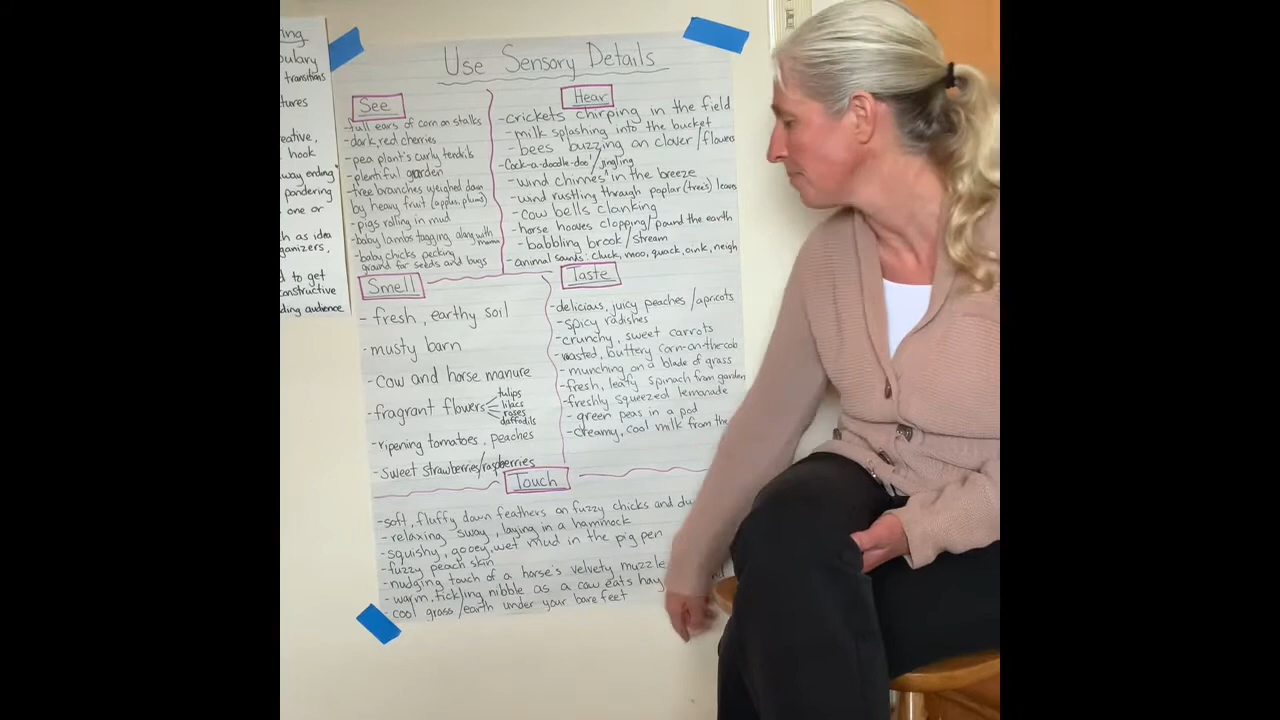 ing
bulary
transitions
tures
eative,
hook
way ending
pondering
one or
h as idea
ganizers,
d to get
constructive
ding audience
Use Sensory Details
See
-full ears of corn on stalks
-dark, red cherries
-pea plant's curly tendrils
-plentiful garden
-tree branches weighed down
by heavy fruit (apples, plums)
-pigs rolling in mud
-baby lambs tagging along with
mama
-baby chicks pecking
ground for seeds and bugs
Hear
-crickets chirping in the field
-milk splashing into the bucket
-bees buzzing on clover/flowers
-Cock-a-doodle-doo!
jingling
-wind chimes ^ in the breeze
-wind rustling through poplar (trees) leaves
-cow bells clanking
-horse hooves clopping/pound the earth
-babbling brook/stream
-animal sounds: cluck, moo, quack, oink, neigh
Smell
-fresh, earthy soil
-musty barn
-cow and horse manure
-fragrant flowers
tulips
lilacs
roses
daffodils
-ripening tomatoes, peaches
-sweet strawberries/raspberries
Taste
-delicious, juicy peaches/apricots
-spicy radishes
-crunchy, sweet carrots
-roasted, buttery corn-on-the-cob
-munching on a blade of grass
-fresh, leafy spinach from garden
-freshly squeezed lemonade
-green peas in a pod
-creamy, cool milk from the
Touch
-soft, fluffy down feathers on fuzzy chicks and du
-relaxing sway, laying in a hammock
-squishy, gooey, wet mud in the pig pen
-fuzzy peach skin
-nudging touch of a horse's velvety muzzle
-warm, tickling nibble as a cow eats hay
-cool grass/earth under your bare feet